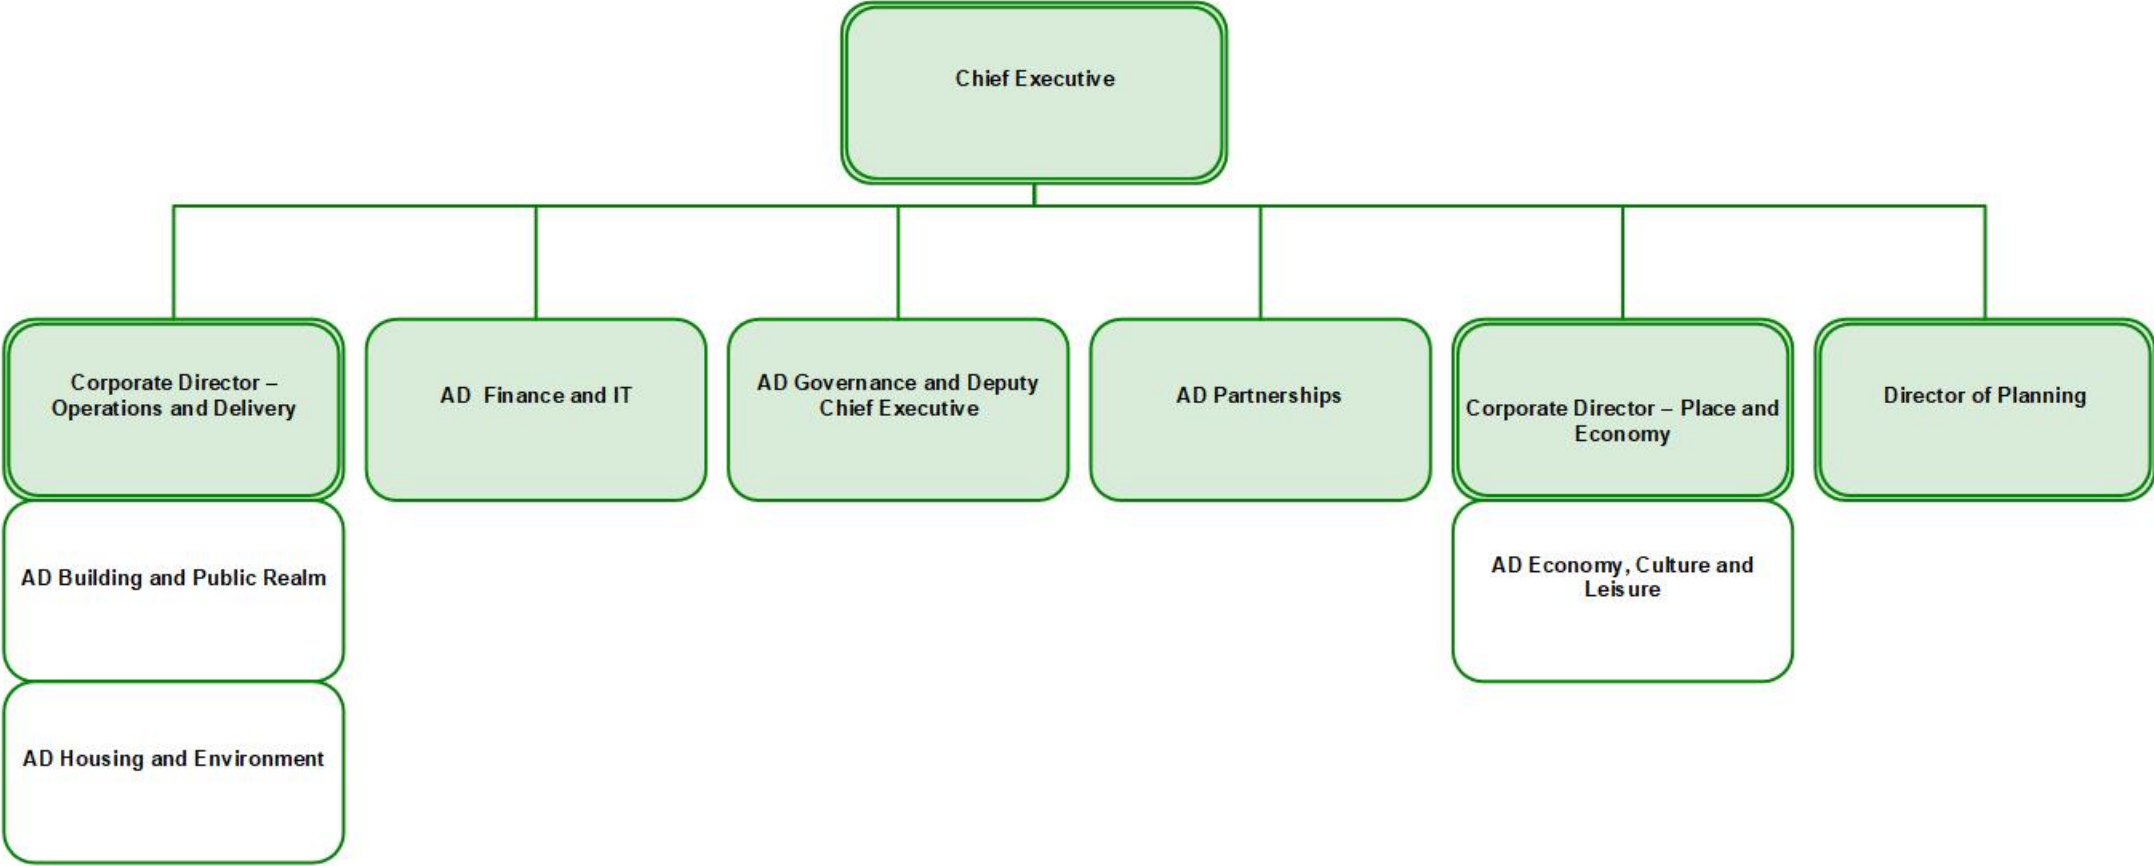 Chief Executive
Corporate Director –
Operations and Delivery
AD  Finance and IT
AD Governance and Deputy
Chief Executive
AD Partnerships
Corporate Director – Place and
Economy
Director of Planning
AD Building and Public Realm
AD Economy, Culture and
Leisure
AD Housing and Environment